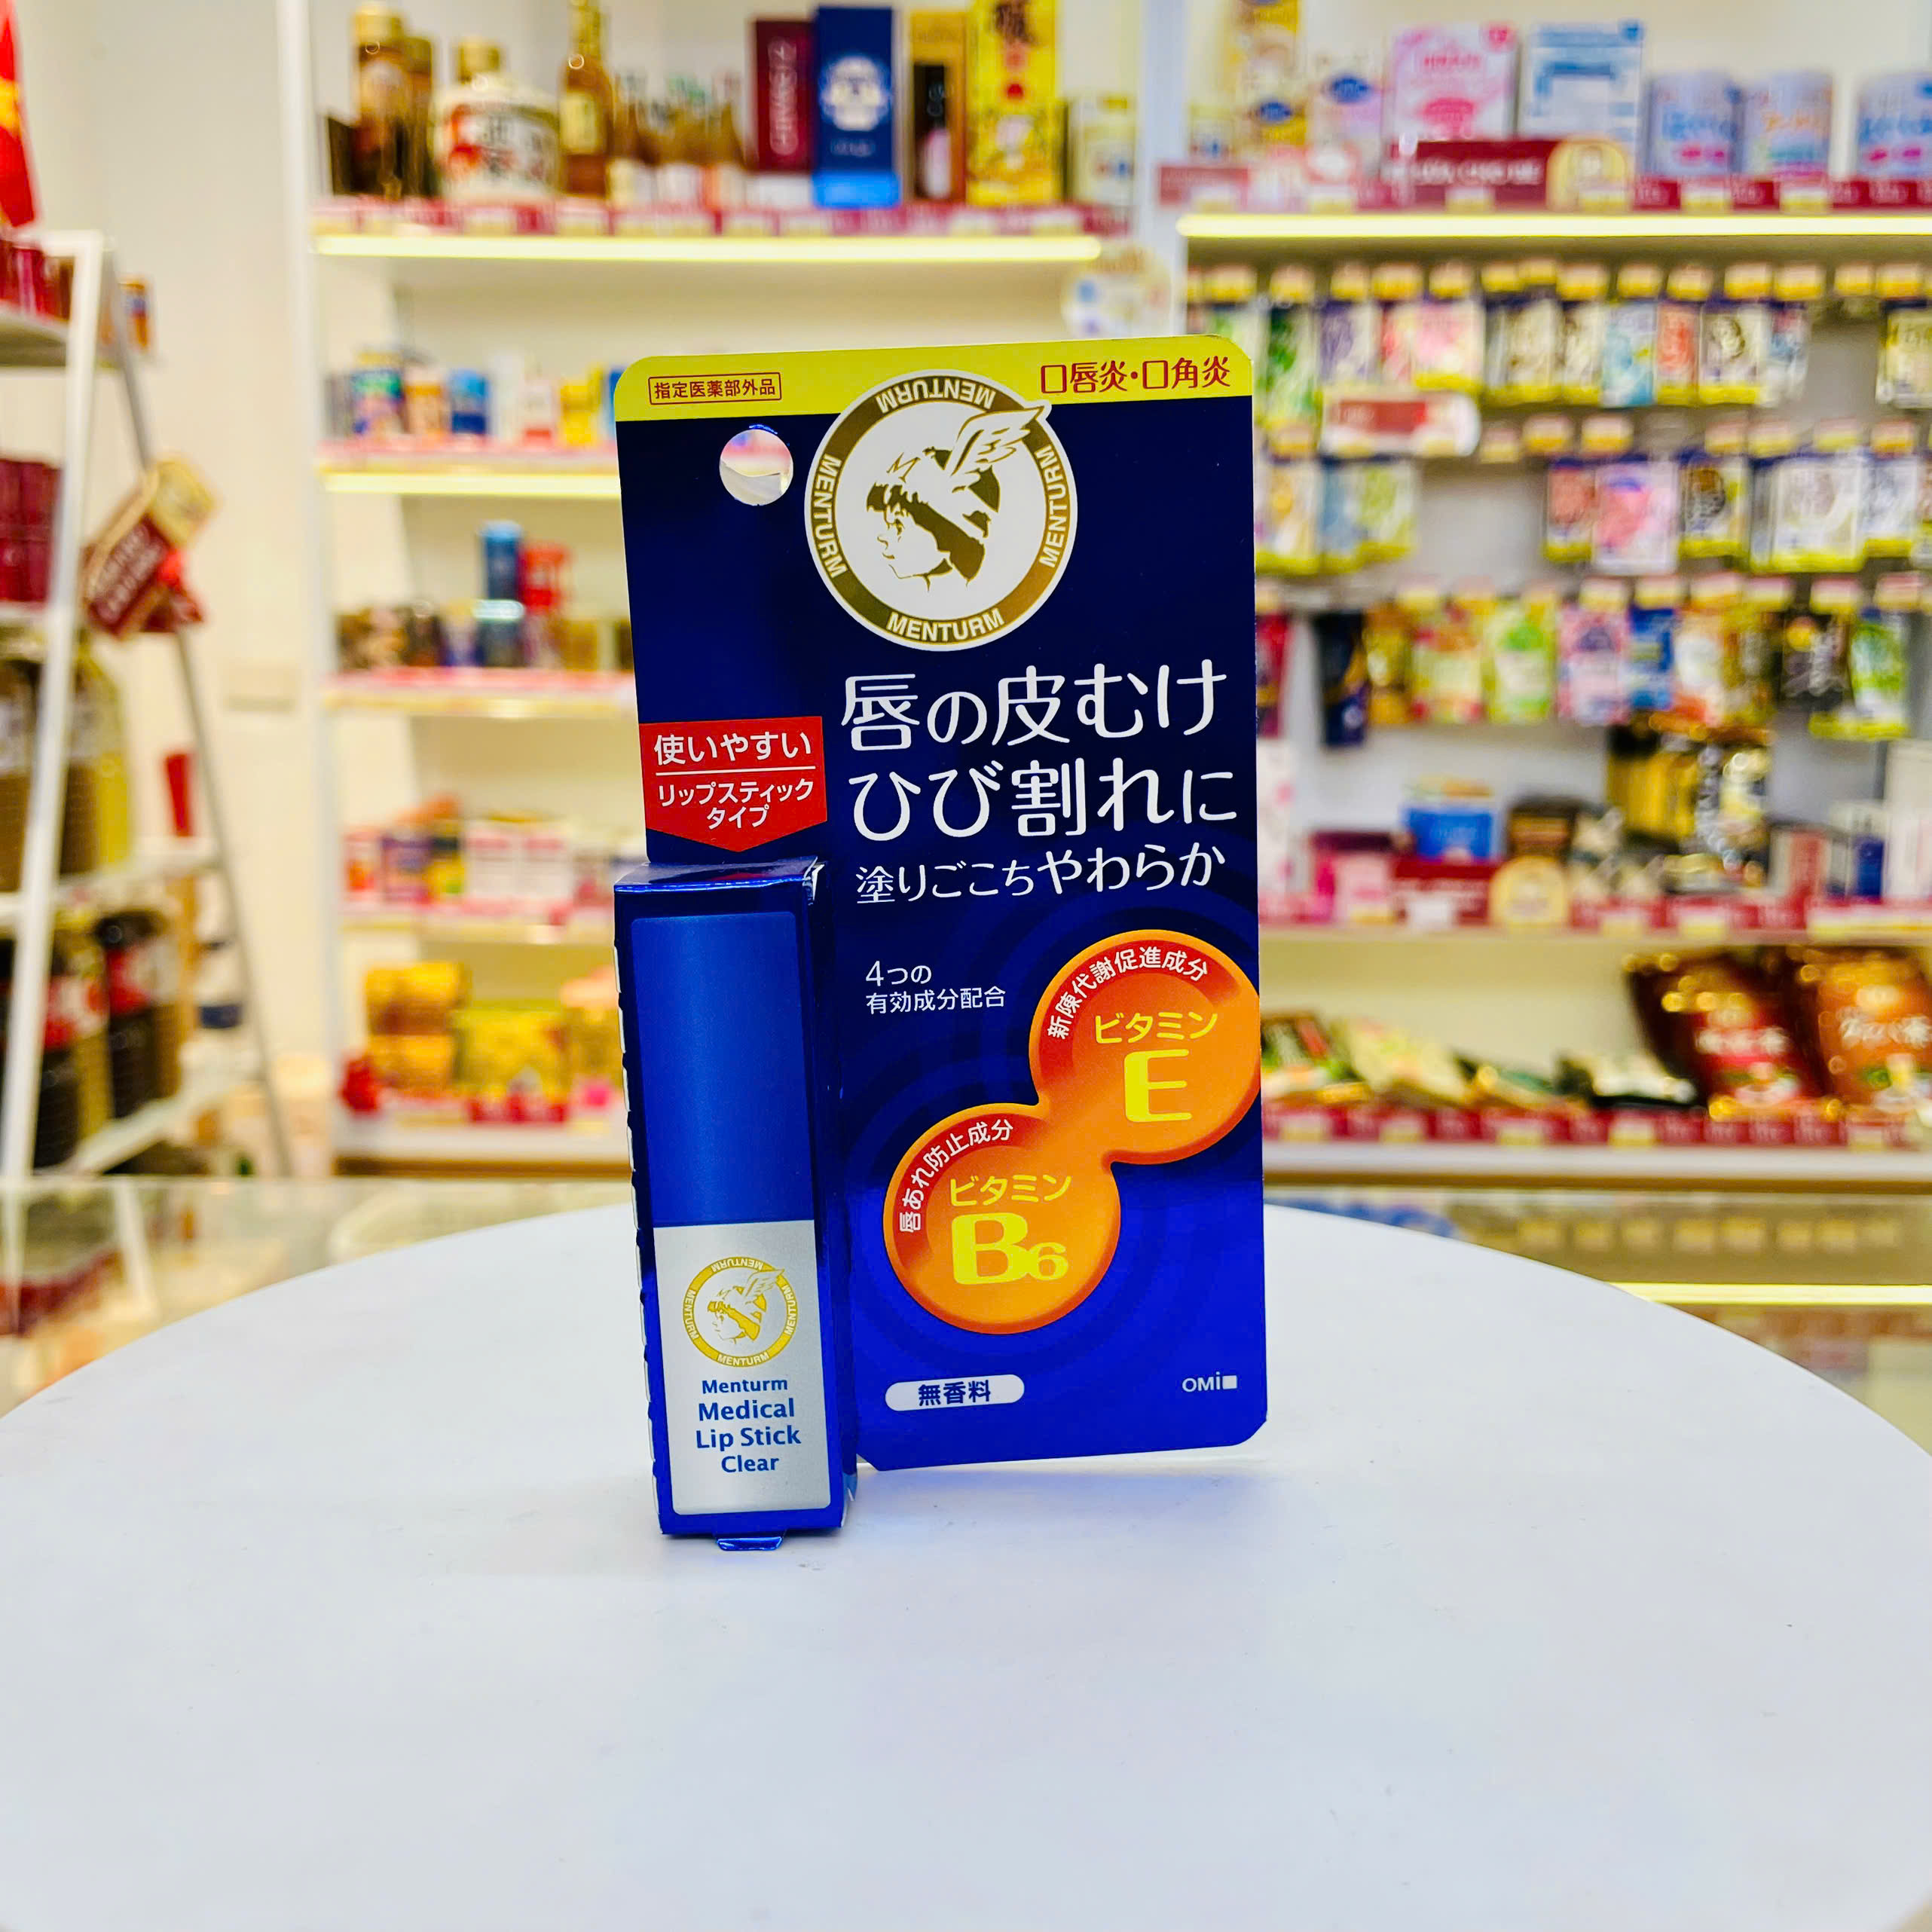 指定医薬部外品
口唇炎・口角炎
MENTURM
MENTURM
MENTURM
MENTURM
唇の皮むけ
ひび割れに
塗りごこちやわらか
使いやすい
リップスティック
タイプ
4つの
有効成分配合
新陳代謝促進成分
ビタミン
E
唇あれ防止成分
ビタミン
B6
無香料
OMI
MENTURM
MENTURM
MENTURM
MENTURM
Menturm
Medical
Lip Stick
Clear